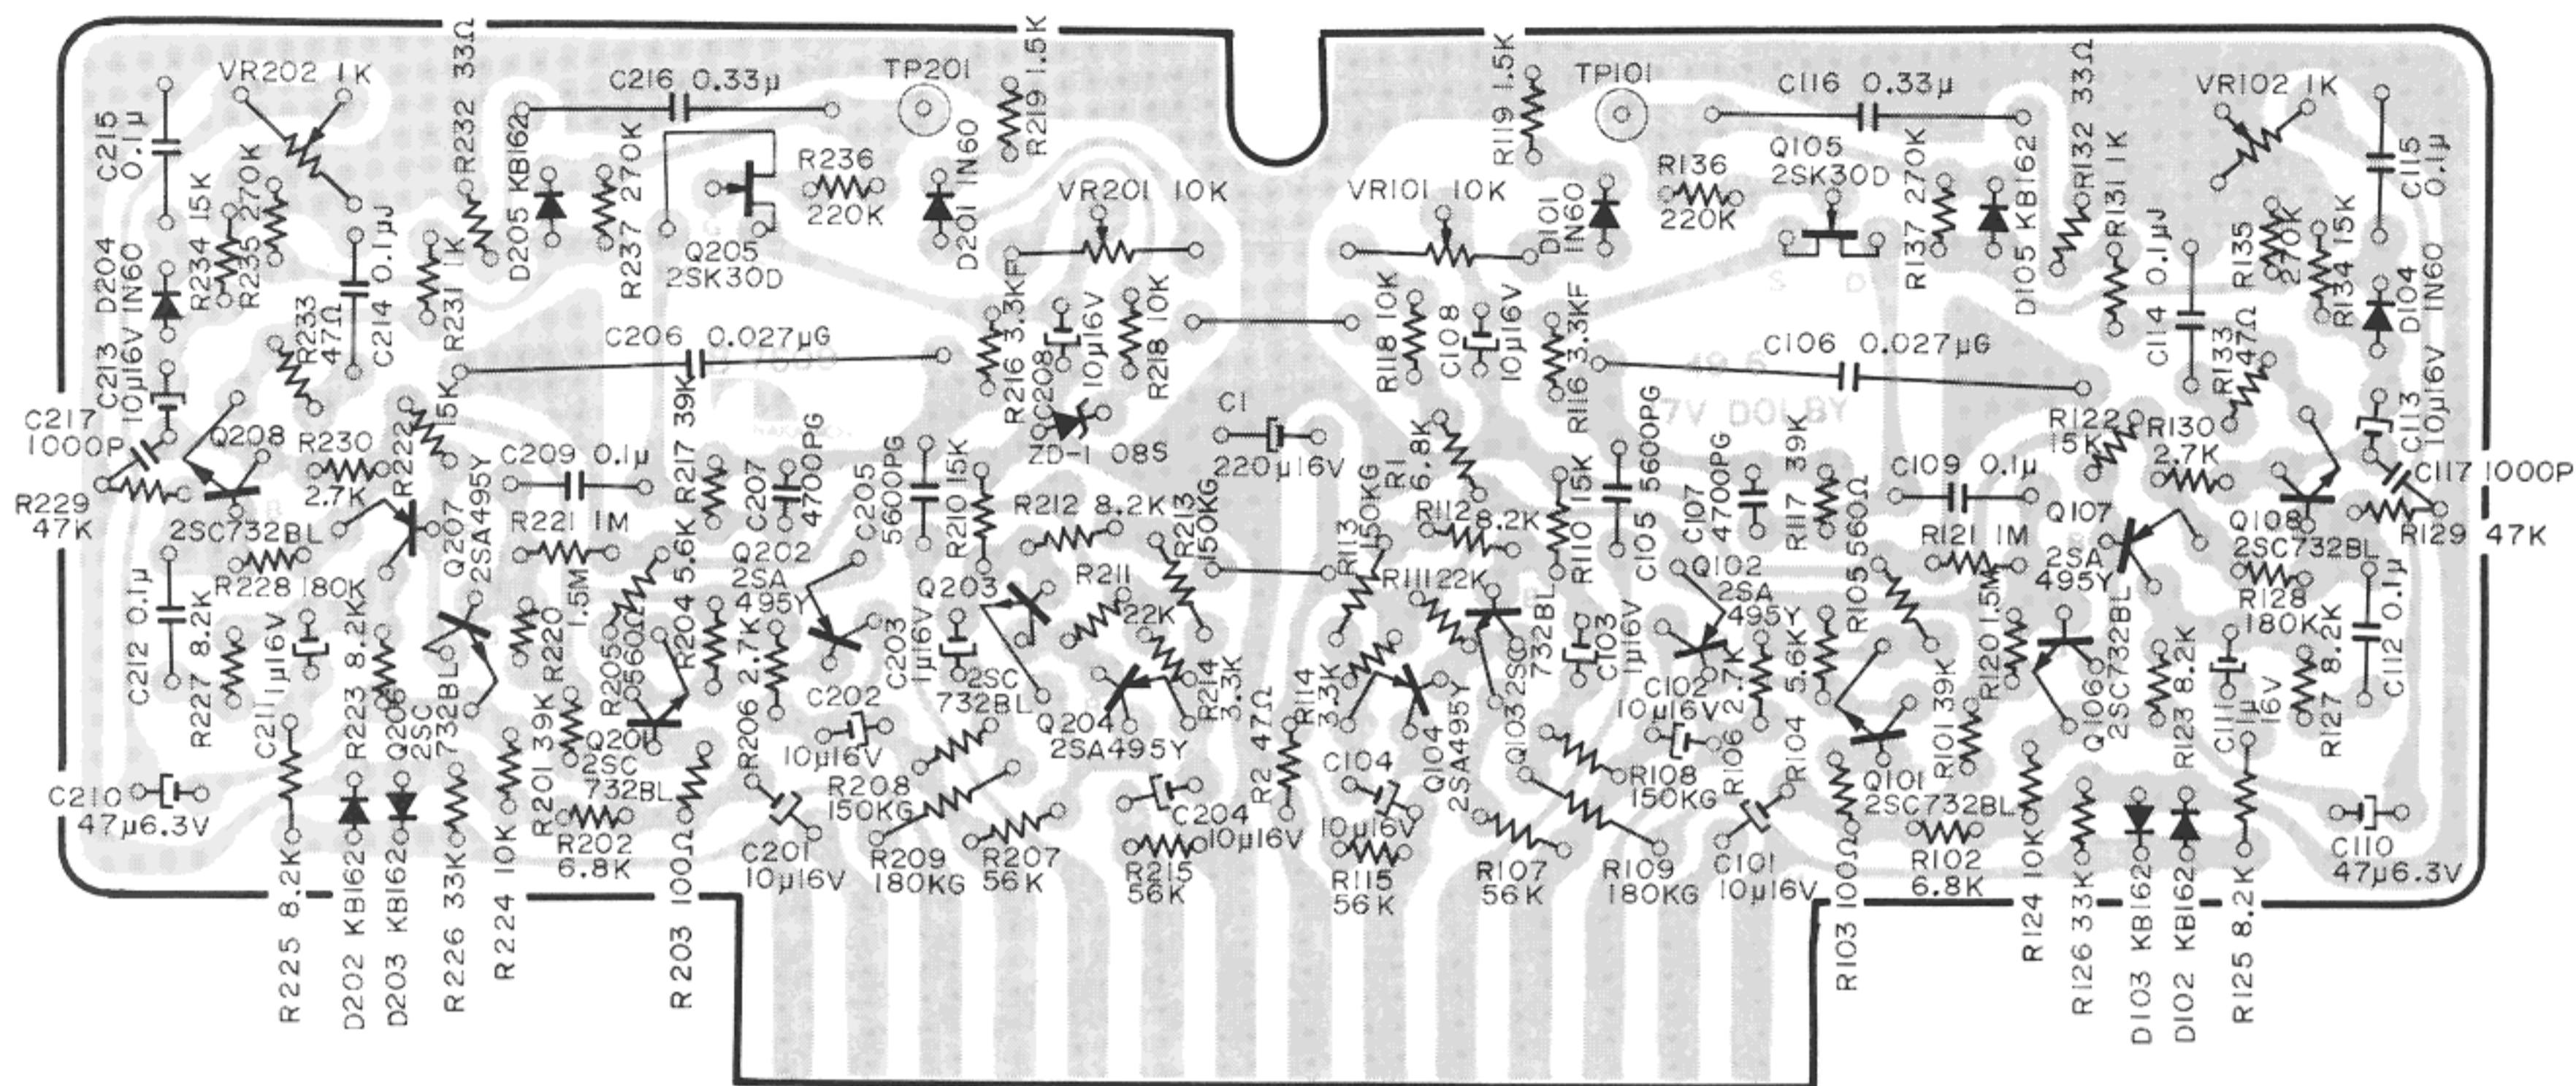 VR202 1K
R232 33Ω
C216 0.33µ
TP201
R219 1.5K
R119 1.5K
TP101
C116 0.33µ
R132 33Ω
VR102 1K
C215
0.1µ
R234 15K
R235 270K
D205 KB162
R237 270K
R236
220K
D201 IN60
Q205
2SK30D
VR201 10K
VR101 10K
D101
IN60
R136
220K
Q105
2SK30D
R137 270K
D105 KB162
R131 1K
C115
0.1µ
D204
IN60
C214 0.1µJ
R231 1K
R233
47Ω
C114 0.1µJ
R135
270K
R134 15K
D104
IN60
C213
10µ16V
C206 0.027µG
R216 3.3KF
C208
10µ16V
R218 10K
R118 10K
C108
10µ16V
R116 3.3KF
C106 0.027µG
7V DOLBY
R133
47Ω
C113
10µ16V
C217
1000P
Q208
2SC732BL
R230
2.7K
R222
15K
C209 0.1µ
R217 39K
C207
4700PG
C205
5600PG
R210 15K
ZD-1 08S
C1
220µ16V
R1
6.8K
R110 15K
C105 5600PG
C107
4700PG
R117 39K
C109 0.1µ
R122
15K
R130
2.7K
C117 1000P
R229
47K
R228 180K
Q207
2SA495Y
R221 1M
R204 5.6K
Q202
2SA
495Y
Q203
2SC
732BL
R212 8.2K
R211
22K
R213
150KG
R113
150KG
R112 8.2K
R111 22K
Q102
2SA
495Y
R105 560Ω
R121 1M
Q107
2SA
495Y
Q108
2SC732BL
R129 47K
C212 0.1µ
R227 8.2K
C211 1µ16V
R223 8.2K
Q206
2SC
732BL
R220
1.5M
R205
560Ω
R206 2.7K
C203
1µ16V
C202
10µ16V
Q204
2SA495Y
R214
3.3K
R2 47Ω
R114
3.3K
Q104
2SA495Y
Q103 2SC
732BL
C103
1µ16V
C102
10µ16V
R106 2.7K
R104 5.6K
R101 39K
R120 1.5M
Q106
2SC732BL
R123 8.2K
C111
1µ
16V
R128
180K
R127 8.2K
C112 0.1µ
C210
47µ6.3V
R201 39K
Q201
2SC
732BL
R202
6.8K
C201
10µ16V
R208
150KG
R209
180KG
R207
56K
C204
10µ16V
R215
56K
C104
10µ16V
R115
56K
R107
56K
R108
150KG
R109
180KG
C101
10µ16V
Q101
2SC732BL
R102
6.8K
C110
47µ6.3V
R225 8.2K
D202 KB162
D203 KB162
R226 33K
R224 10K
R203 100Ω
R103 100Ω
R124 10K
R126 33K
D103 KB162
D102 KB162
R125 8.2K